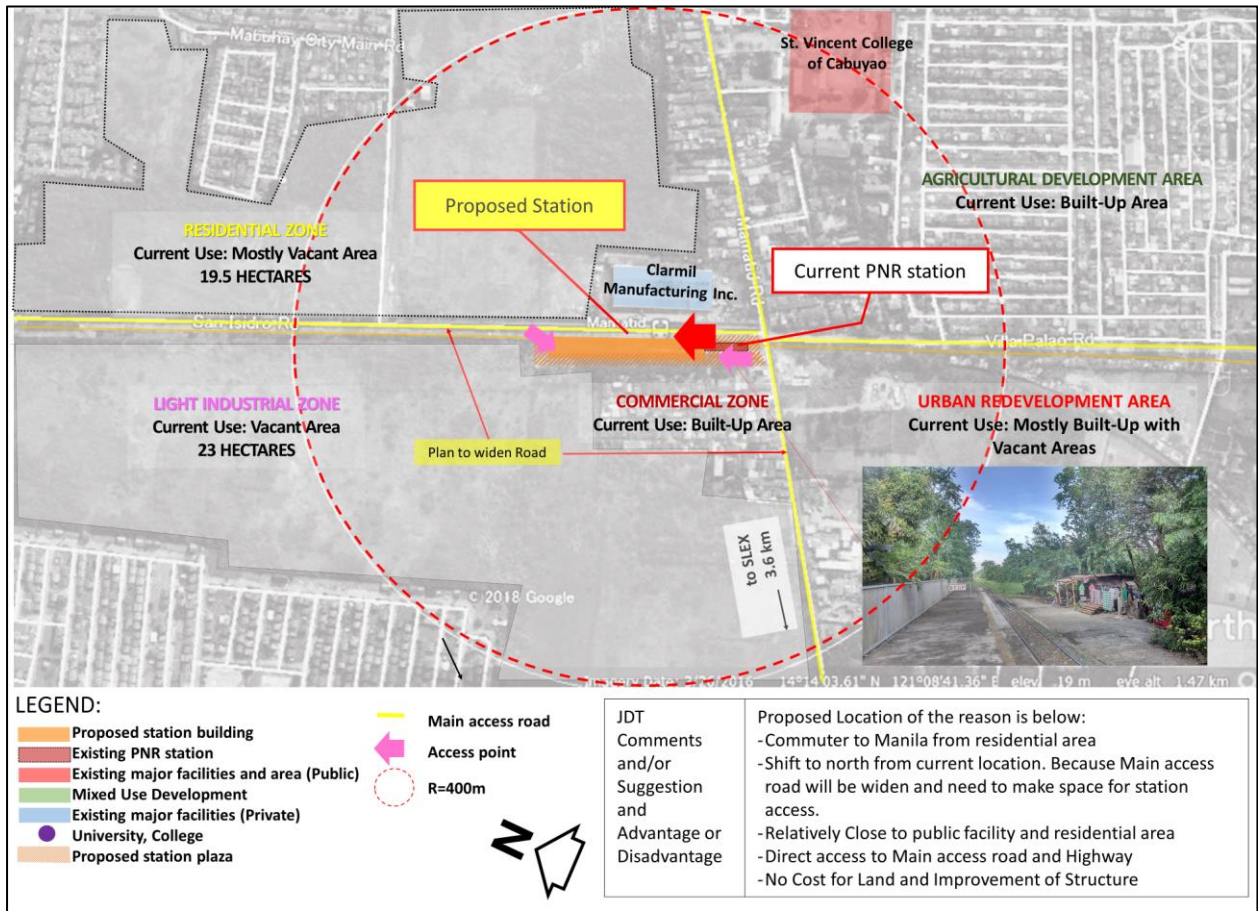 Mabuhay City Main Rd
St. Vincent College
of Cabuyao
AGRICULTURAL DEVELOPMENT AREA
Current Use: Built-Up Area
Proposed Station
RESIDENTIAL ZONE
Current Use: Mostly Vacant Area
19.5 HECTARES
Mamatid Rd
Clarmil
Manufacturing Inc.
Current PNR station
San Isidro Rd
Mamatid
Villa Palao Rd
LIGHT INDUSTRIAL ZONE
Current Use: Vacant Area
23 HECTARES
COMMERCIAL ZONE
Current Use: Built-Up Area
URBAN REDEVELOPMENT AREA
Current Use: Mostly Built-Up with
Vacant Areas
Plan to widen Road
to SLEX
3.6 km
© 2018 Google
rth
Imagery Date: 2/20/2016 14°14'03.61" N 121°08'41.36" E elev 19 m eye alt 1.47 km
LEGEND:
Proposed station building
Existing PNR station
Existing major facilities and area (Public)
Mixed Use Development
Existing major facilities (Private)
University, College
Proposed station plaza
Main access road
Access point
R=400m
N
JDT
Comments
and/or
Suggestion
and
Advantage or
Disadvantage
Proposed Location of the reason is below:
-Commuter to Manila from residential area
-Shift to north from current location. Because Main access
road will be widen and need to make space for station
access.
-Relatively Close to public facility and residential area
-Direct access to Main access road and Highway
-No Cost for Land and Improvement of Structure